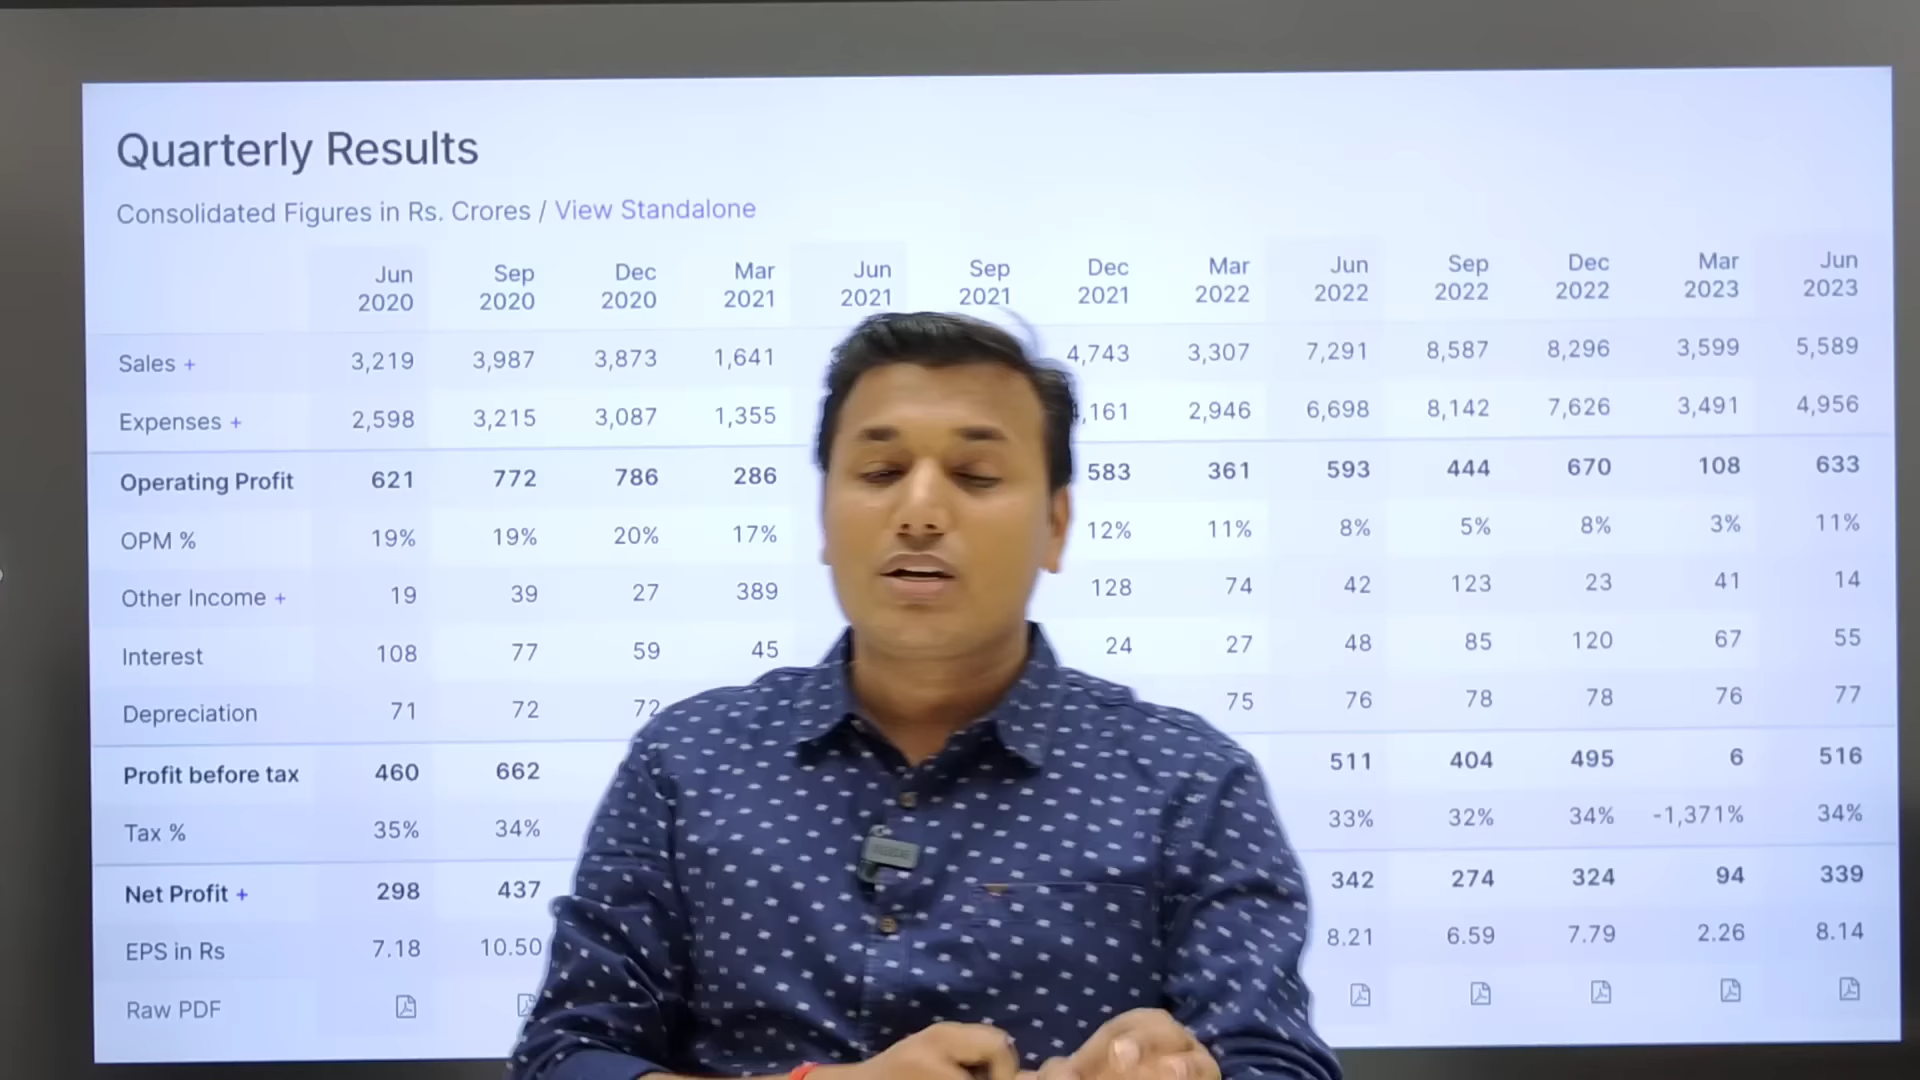 Quarterly Results
Consolidated Figures in Rs. Crores / View Standalone
Jun 2020 Sep 2020 Dec 2020 Mar 2021 Jun 2021 Sep 2021 Dec 2021 Mar 2022 Jun 2022 Sep 2022 Dec 2022 Mar 2023 Jun 2023
Sales + 3,219 3,987 3,873 1,641 4,743 3,307 7,291 8,587 8,296 3,599 5,589
Expenses + 2,598 3,215 3,087 1,355 ,161 2,946 6,698 8,142 7,626 3,491 4,956
Operating Profit 621 772 786 286 583 361 593 444 670 108 633
OPM % 19% 19% 20% 17% 12% 11% 8% 5% 8% 3% 11%
Other Income + 19 39 27 389 128 74 42 123 23 41 14
Interest 108 77 59 45 24 27 48 85 120 67 55
Depreciation 71 72 72 75 76 78 78 76 77
Profit before tax 460 662 511 404 495 6 516
Tax % 35% 34% 33% 32% 34% -1,371% 34%
Net Profit + 298 437 342 274 324 94 339
EPS in Rs 7.18 10.50 8.21 6.59 7.79 2.26 8.14
Raw PDF